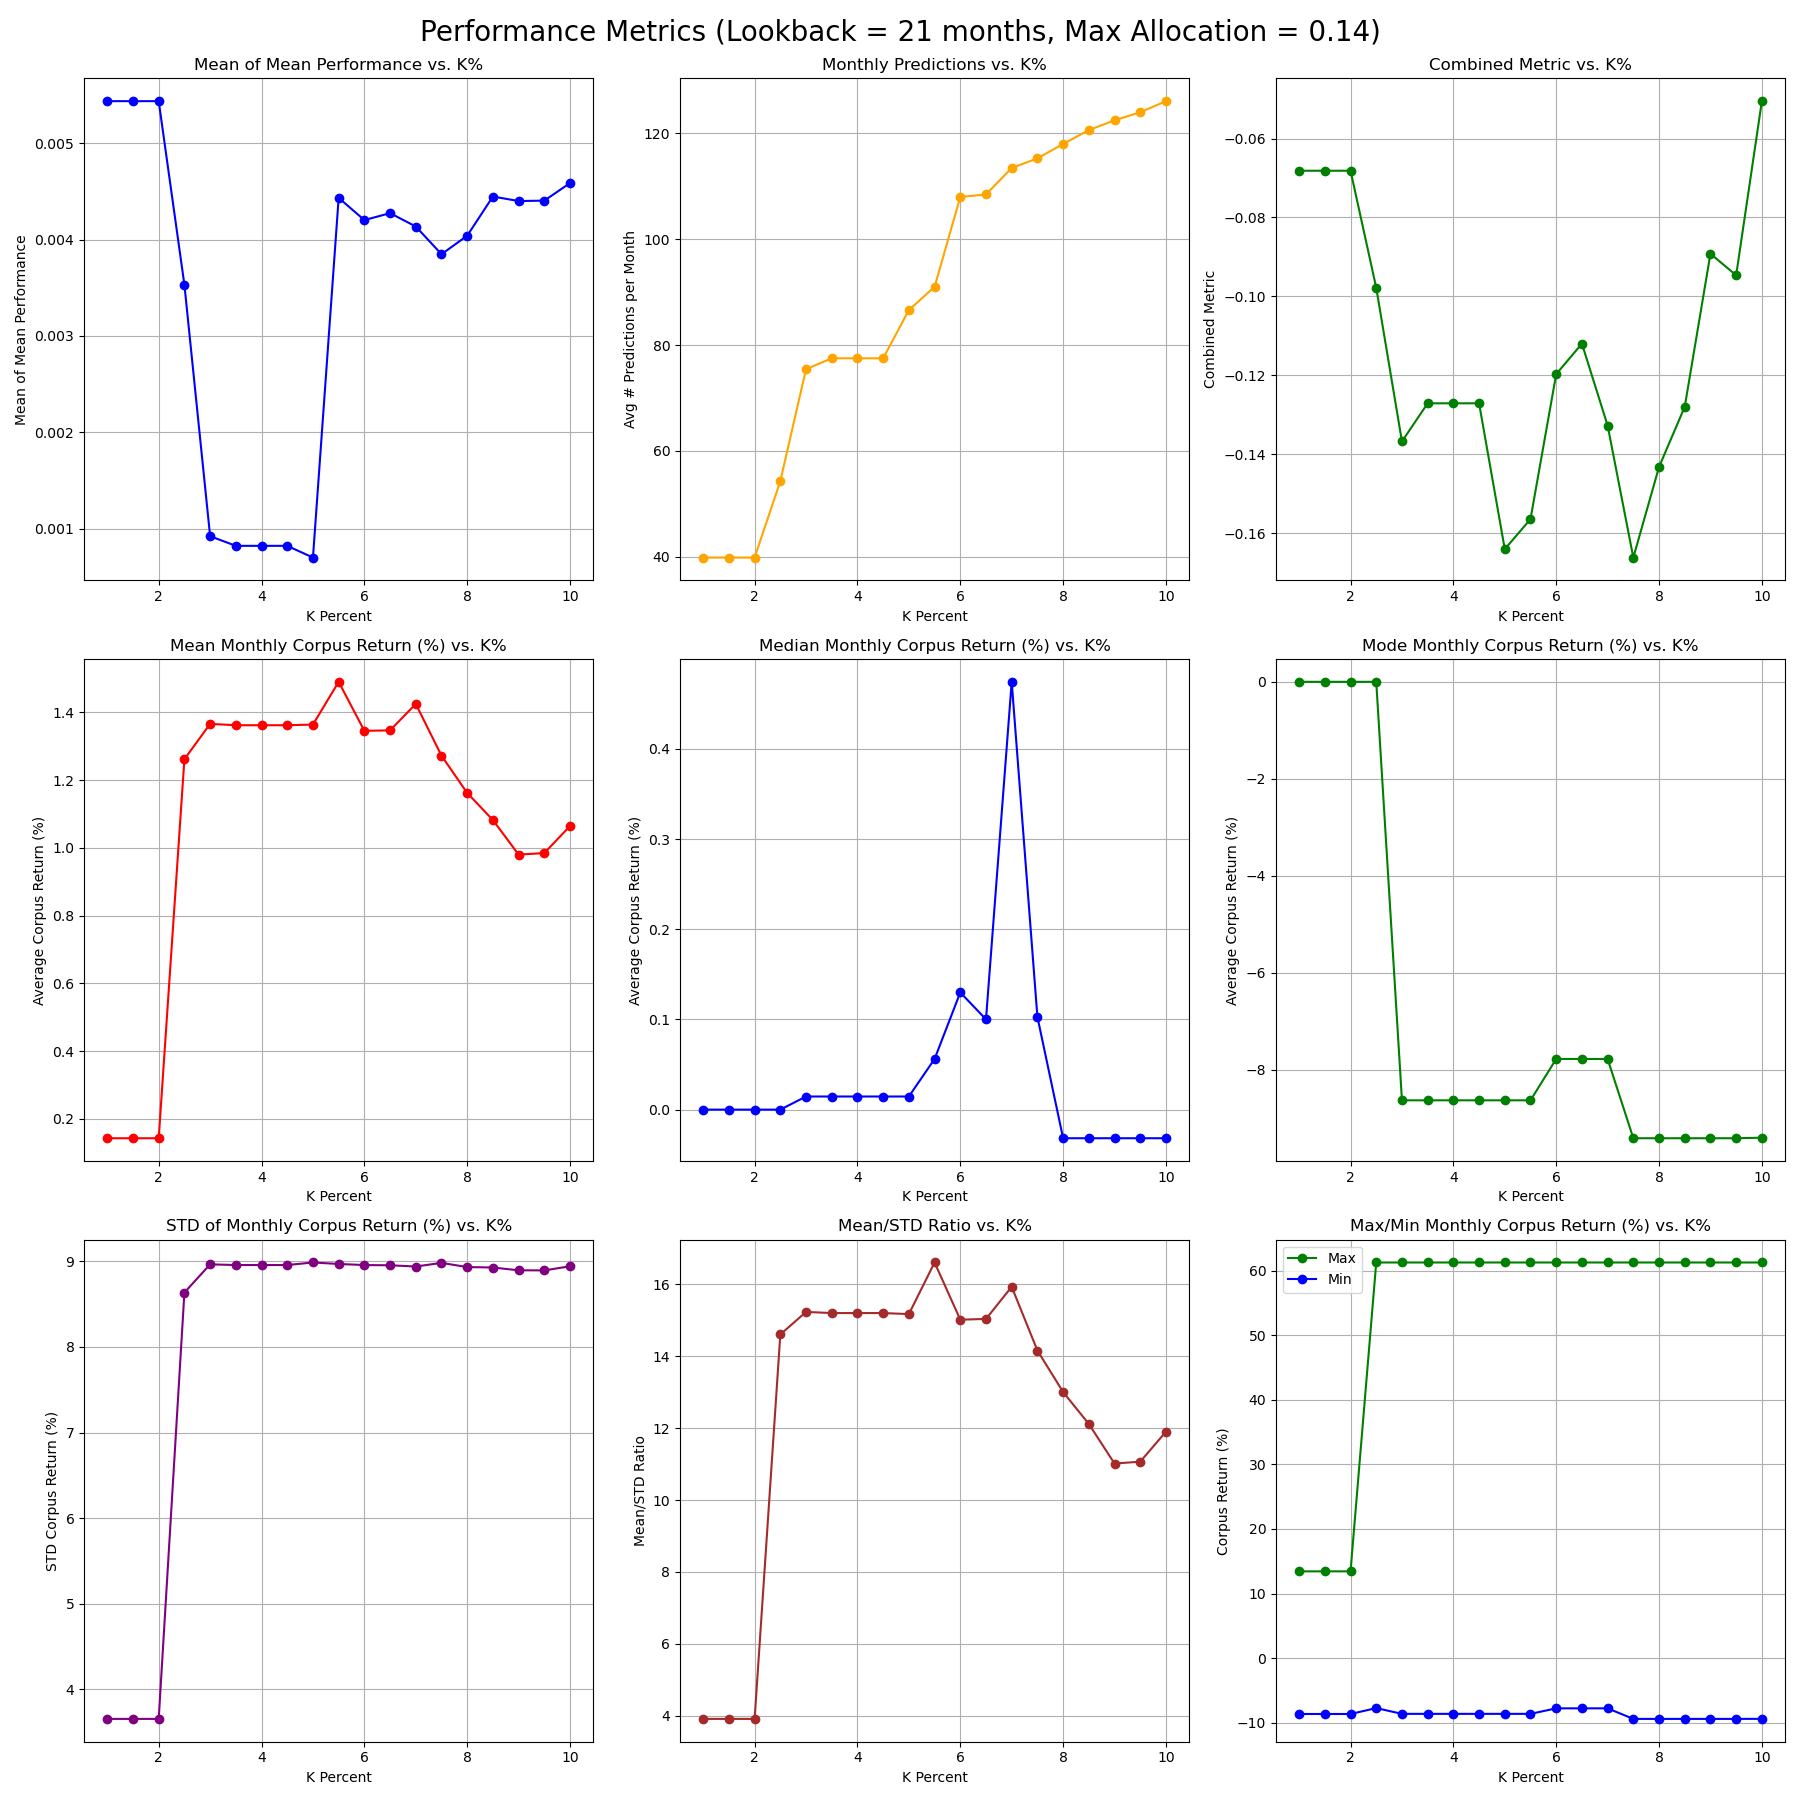 Performance Metrics (Lookback = 21 months, Max Allocation = 0.14)
Mean of Mean Performance vs. K%
Mean of Mean Performance
0.005
0.004
0.003
0.002
0.001
2 4 6 8 10
K Percent
Monthly Predictions vs. K%
Avg # Predictions per Month
120
100
80
60
40
2 4 6 8 10
K Percent
Combined Metric vs. K%
Combined Metric
−0.06
−0.08
−0.10
−0.12
−0.14
−0.16
2 4 6 8 10
K Percent
Mean Monthly Corpus Return (%) vs. K%
Average Corpus Return (%)
1.4
1.2
1.0
0.8
0.6
0.4
0.2
2 4 6 8 10
K Percent
Median Monthly Corpus Return (%) vs. K%
Average Corpus Return (%)
0.4
0.3
0.2
0.1
0.0
2 4 6 8 10
K Percent
Mode Monthly Corpus Return (%) vs. K%
Average Corpus Return (%)
0
−2
−4
−6
−8
2 4 6 8 10
K Percent
STD of Monthly Corpus Return (%) vs. K%
STD Corpus Return (%)
9
8
7
6
5
4
2 4 6 8 10
K Percent
Mean/STD Ratio vs. K%
Mean/STD Ratio
16
14
12
10
8
6
4
2 4 6 8 10
K Percent
Max/Min Monthly Corpus Return (%) vs. K%
Max
Min
Corpus Return (%)
60
50
40
30
20
10
0
−10
2 4 6 8 10
K Percent